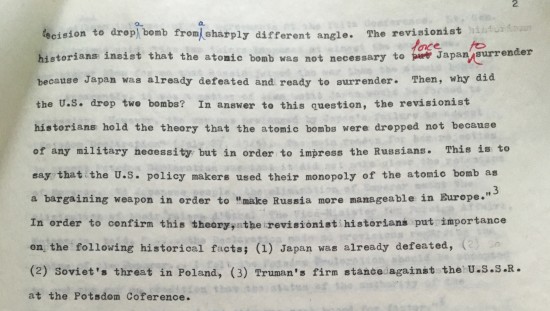 2
decision to drop a bomb from a sharply different angle. The revisionist
historians insist that the atomic bomb was not necessary to put force Japan to surrender
because Japan was already defeated and ready to surrender. Then, why did
the U.S. drop two bombs? In answer to this question, the revisionist
historians hold the theory that the atomic bombs were dropped not because
of any military necessity but in order to impress the Russians. This is to
say that the U.S. policy makers used their monopoly of the atomic bomb as
a bargaining weapon in order to "make Russia more manageable in Europe."3
In order to confirm this theory, the revisionist historians put importance
on the following historical facts; (1) Japan was already defeated,
(2) Soviet's threat in Poland, (3) Truman's firm stance against the U.S.S.R.
at the Potsdom Coference.